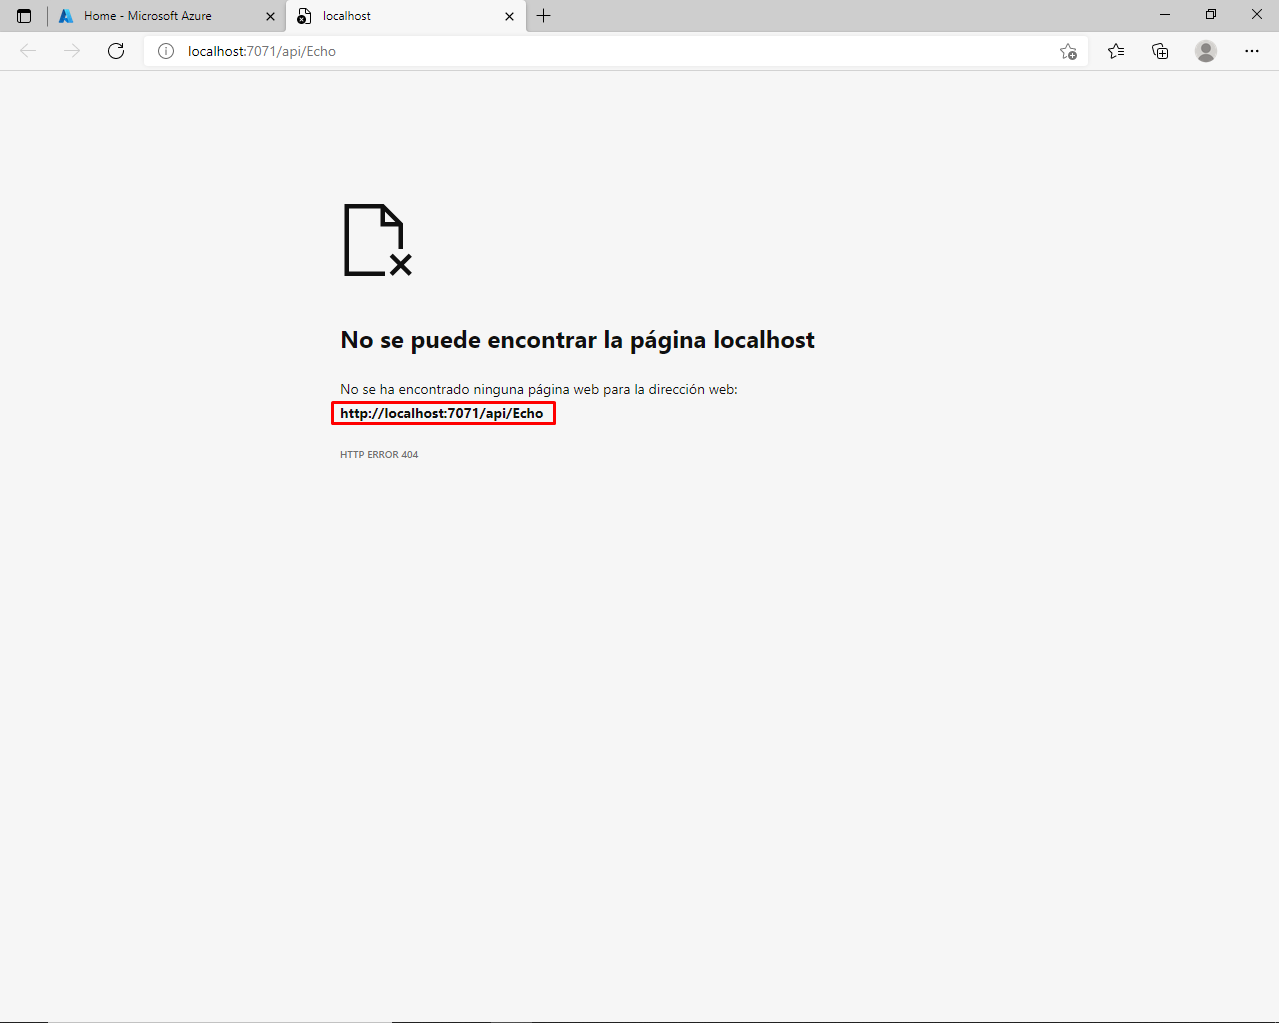 Home - Microsoft Azure
localhost
localhost:7071/api/Echo
No se puede encontrar la página localhost
No se ha encontrado ninguna página web para la dirección web:
http://localhost:7071/api/Echo
HTTP ERROR 404